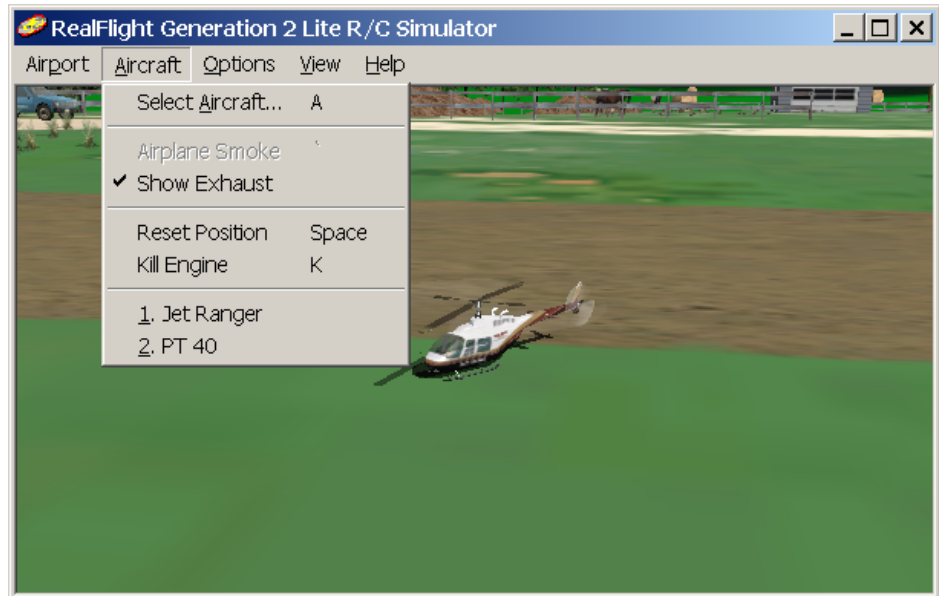 RealFlight Generation 2 Lite R/C Simulator
Airport Aircraft Options View Help
Select Aircraft... A
Airplane Smoke `
Show Exhaust
Reset Position Space
Kill Engine K
1. Jet Ranger
2. PT 40